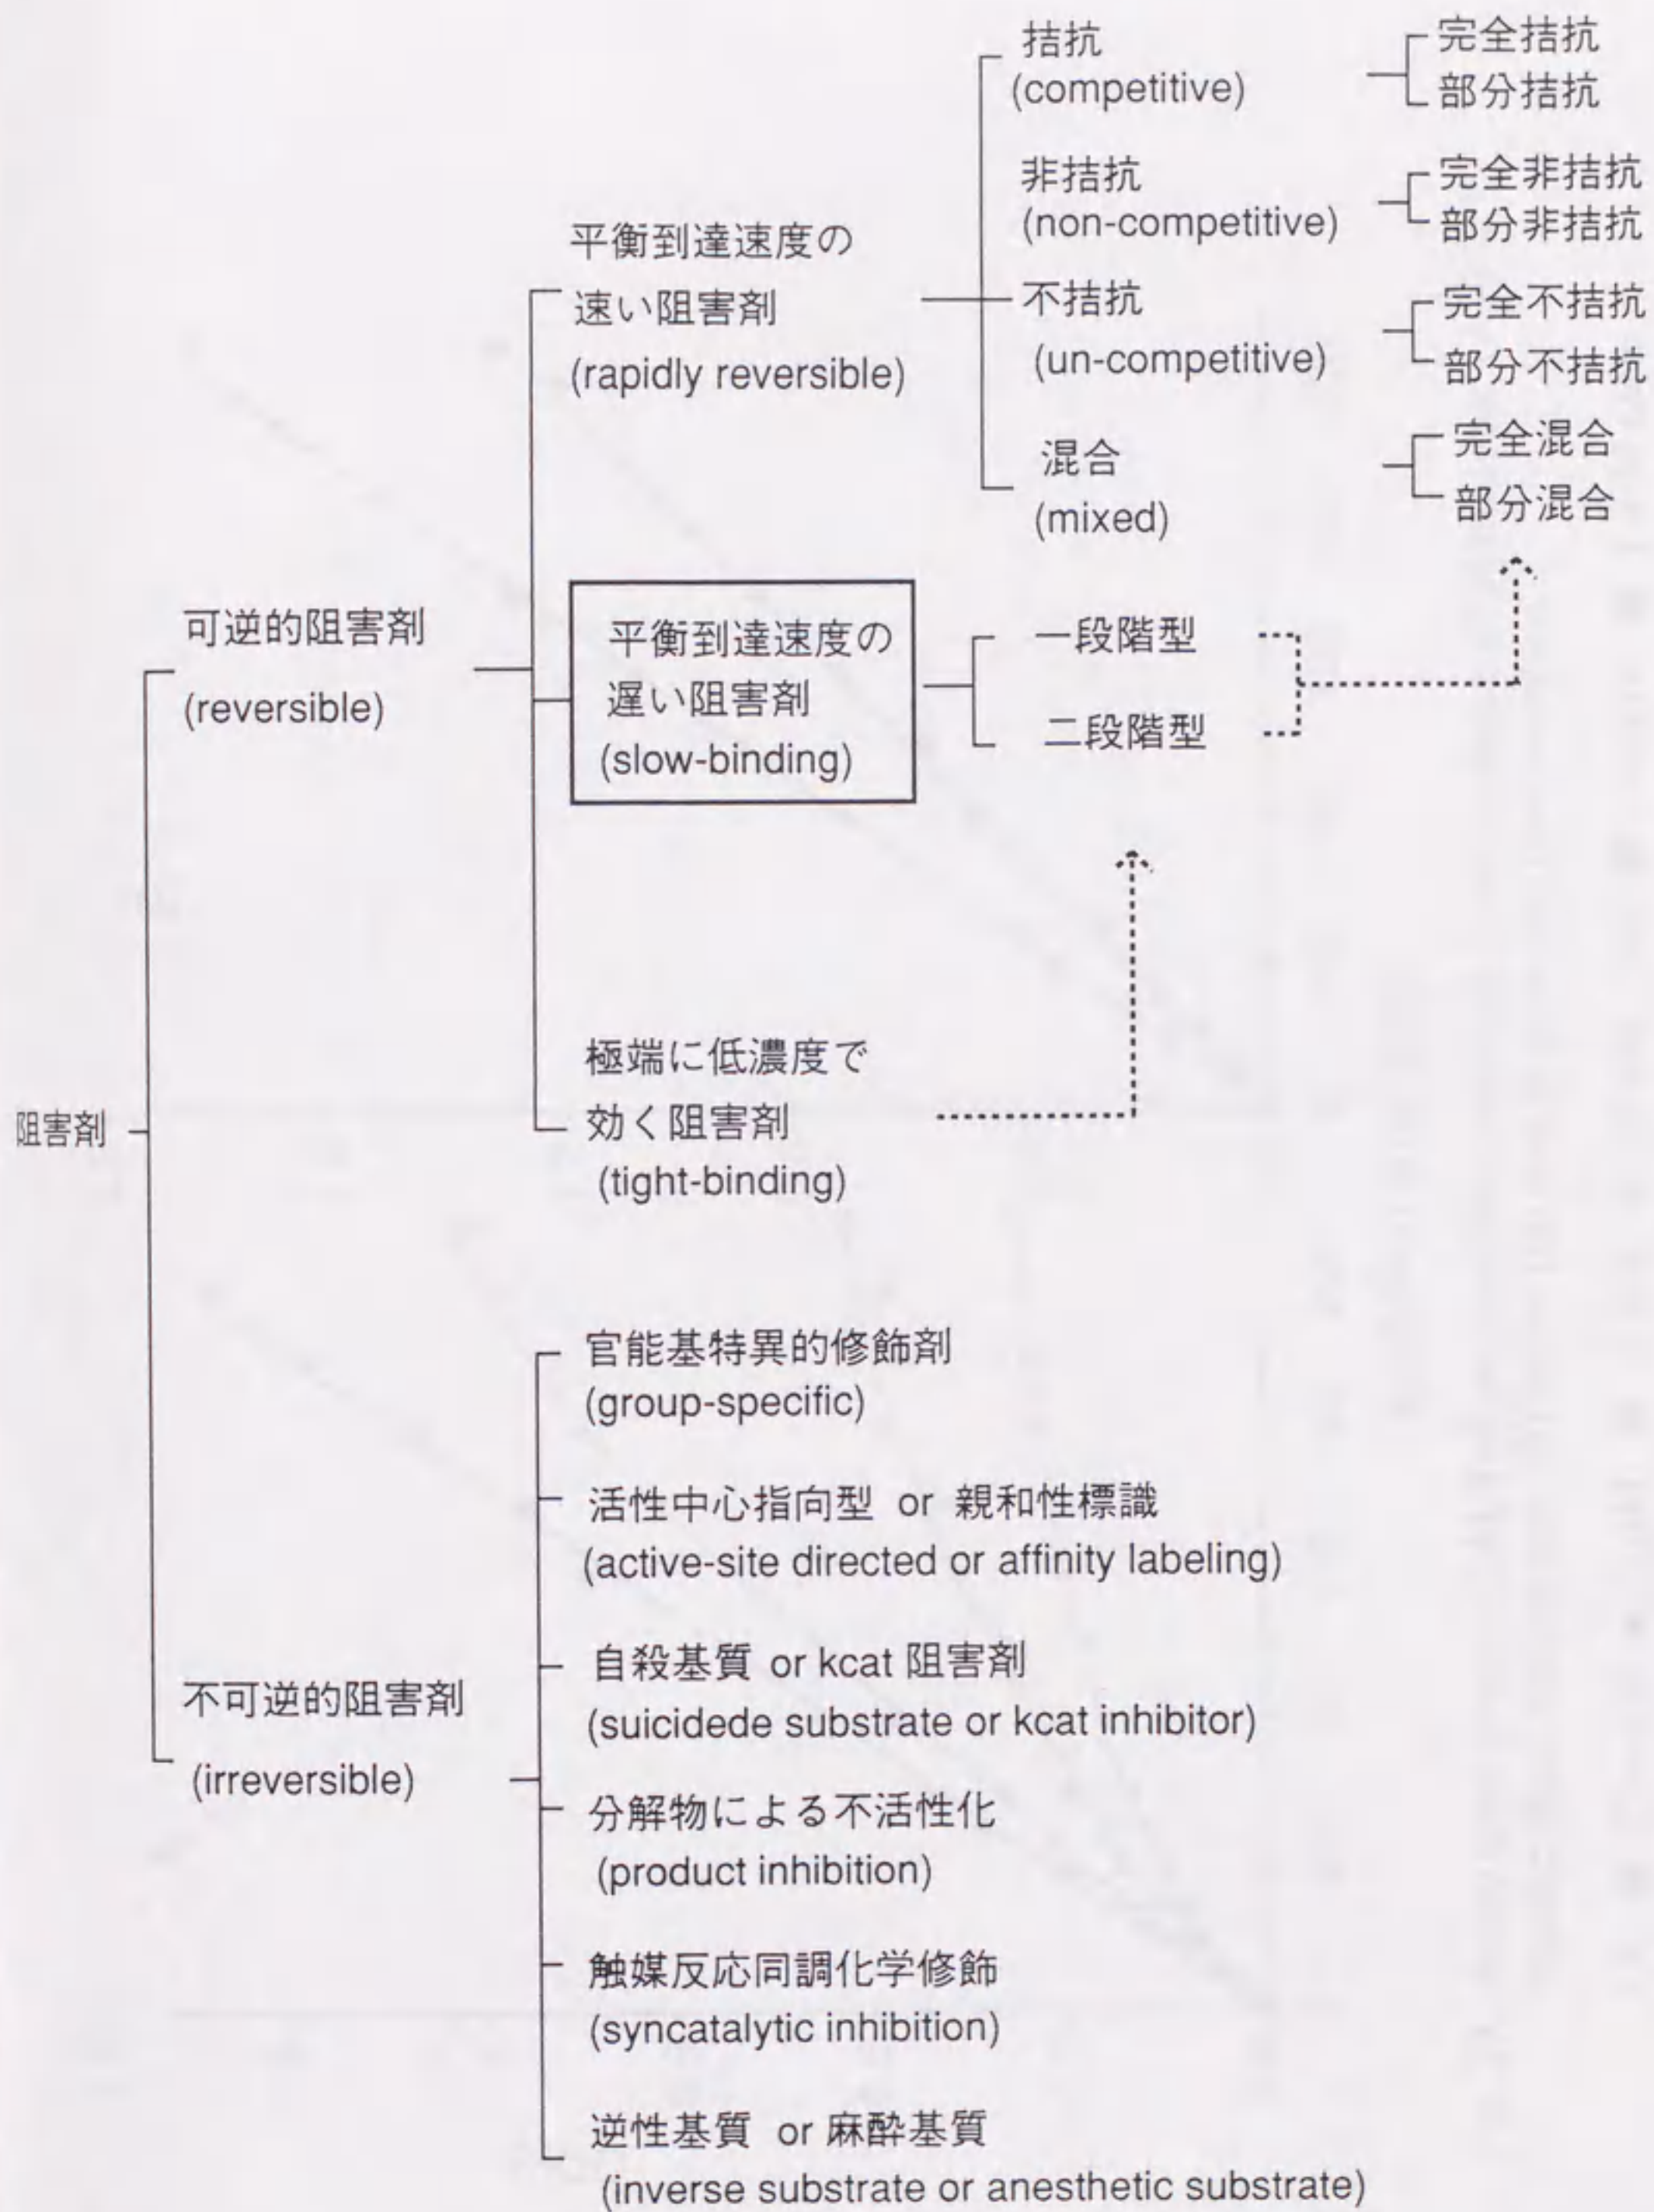 阻害剤
可逆的阻害剤
(reversible)
平衡到達速度の
速い阻害剤
(rapidly reversible)
拮抗
(competitive)
完全拮抗
部分拮抗
非拮抗
(non-competitive)
完全非拮抗
部分非拮抗
不拮抗
(un-competitive)
完全不拮抗
部分不拮抗
混合
(mixed)
完全混合
部分混合
平衡到達速度の
遅い阻害剤
(slow-binding)
一段階型
二段階型
極端に低濃度で
効く阻害剤
(tight-binding)
不可逆的阻害剤
(irreversible)
官能基特異的修飾剤
(group-specific)
活性中心指向型 or 親和性標識
(active-site directed or affinity labeling)
自殺基質 or kcat 阻害剤
(suicidede substrate or kcat inhibitor)
分解物による不活性化
(product inhibition)
触媒反応同調化学修飾
(syncatalytic inhibition)
逆性基質 or 麻酔基質
(inverse substrate or anesthetic substrate)